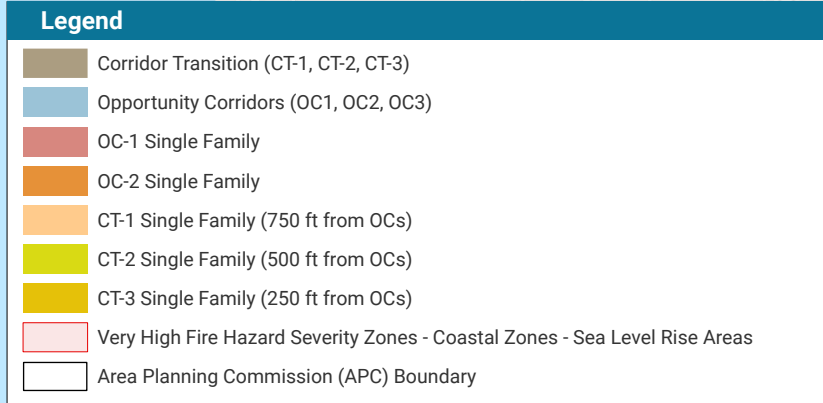 Legend
Corridor Transition (CT-1, CT-2, CT-3)
Opportunity Corridors (OC1, OC2, OC3)
OC-1 Single Family
OC-2 Single Family
CT-1 Single Family (750 ft from OCs)
CT-2 Single Family (500 ft from OCs)
CT-3 Single Family (250 ft from OCs)
Very High Fire Hazard Severity Zones - Coastal Zones - Sea Level Rise Areas
Area Planning Commission (APC) Boundary